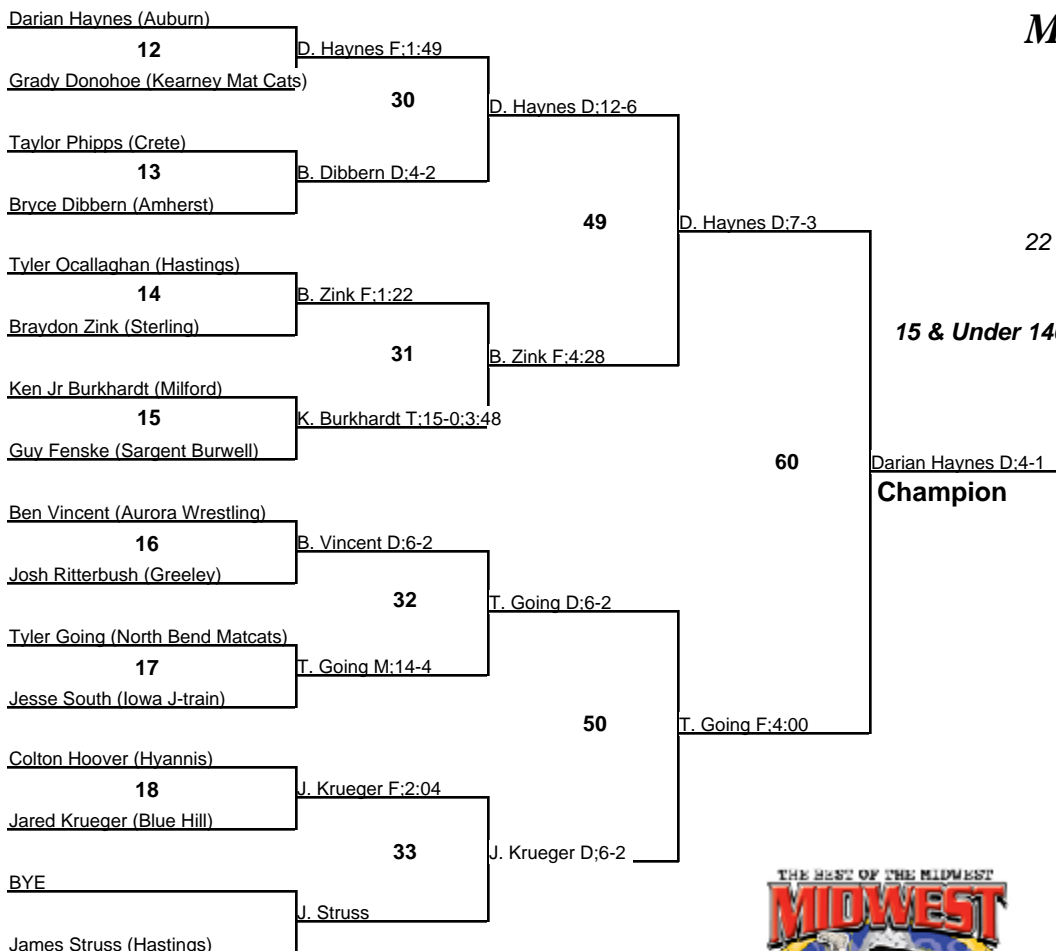 Darian Haynes (Auburn)
12
Grady Donohoe (Kearney Mat Cats)
D. Haynes F;1:49
30
Taylor Phipps (Crete)
13
Bryce Dibbern (Amherst)
B. Dibbern D;4-2
D. Haynes D;12-6
49
Tyler Ocallaghan (Hastings)
14
Braydon Zink (Sterling)
B. Zink F;1:22
31
Ken Jr Burkhardt (Milford)
15
Guy Fenske (Sargent Burwell)
K. Burkhardt T;15-0;3:48
B. Zink F;4:28
D. Haynes D;7-3
60
Ben Vincent (Aurora Wrestling)
16
Josh Ritterbush (Greeley)
B. Vincent D;6-2
32
Tyler Going (North Bend Matcats)
17
Jesse South (Iowa J-train)
T. Going M;14-4
T. Going D;6-2
50
Colton Hoover (Hyannis)
18
Jared Krueger (Blue Hill)
J. Krueger F;2:04
33
BYE
James Struss (Hastings)
J. Struss
J. Krueger D;6-2
T. Going F;4:00
Darian Haynes D;4-1
Champion
M
22
15 & Under 14
THE BEST OF THE MIDWEST
MIDWEST